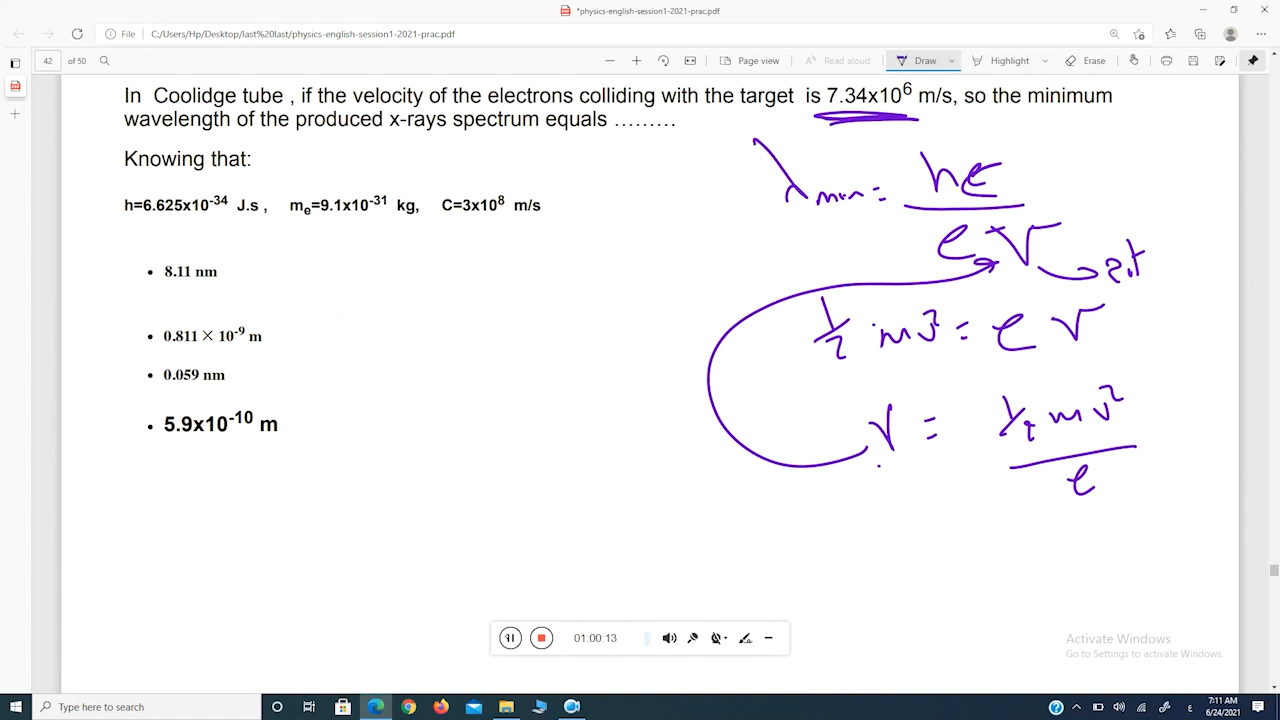 *physics-english-session1-2021-prac.pdf
File | C:/Users/Hp/Desktop/last%20last/physics-english-session1-2021-prac.pdf
42 of 50 Page view Read aloud Draw Highlight Erase
In Coolidge tube , if the velocity of the electrons colliding with the target is 7.34x10⁶ m/s, so the minimum
wavelength of the produced x-rays spectrum equals ………
Knowing that:
h=6.625x10⁻³⁴ J.s , mₑ=9.1x10⁻³¹ kg, C=3x10⁸ m/s
• 8.11 nm
• 0.811 × 10⁻⁹ m
• 0.059 nm
• 5.9x10⁻¹⁰ m
λ min = hc / e V
1/2 mv² = e V
V = 1/2 mv² / e
01:00:13
Activate Windows
Go to Settings to activate Windows.
Type here to search
7:11 AM
6/24/2021